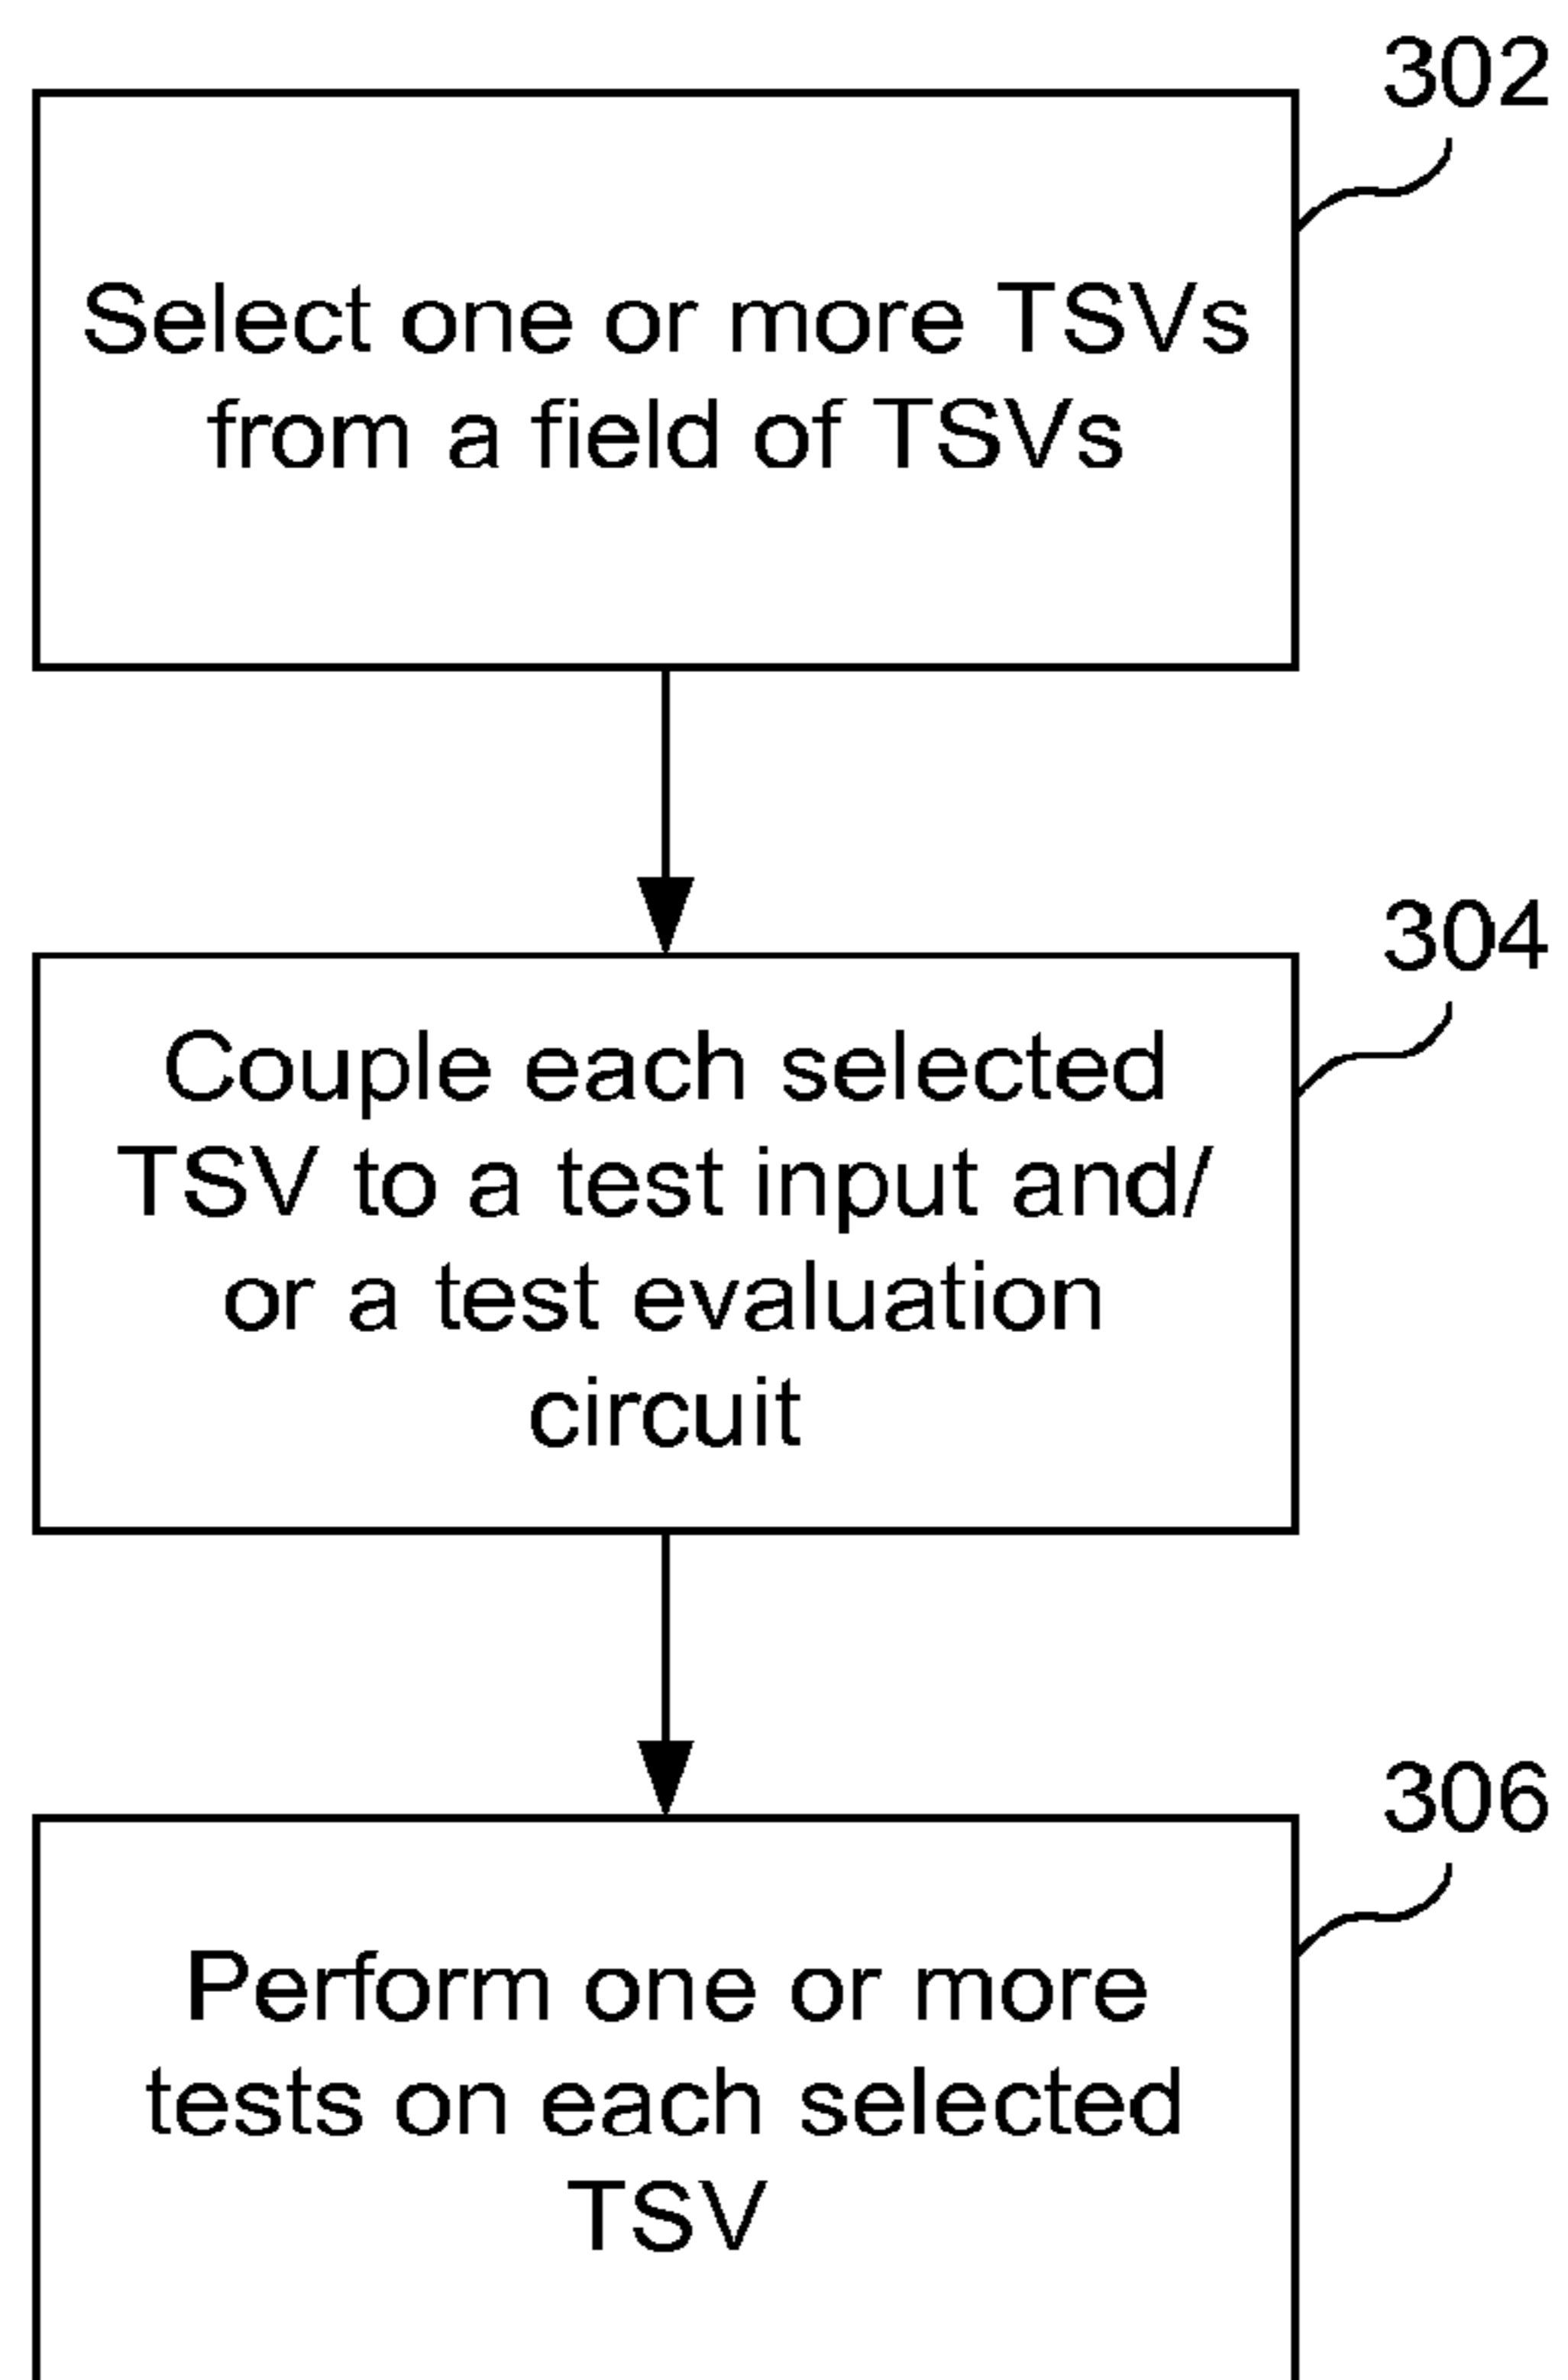 302
Select one or more TSVs
from a field of TSVs
304
Couple each selected
TSV to a test input and/
or a test evaluation
circuit
306
Perform one or more
tests on each selected
TSV